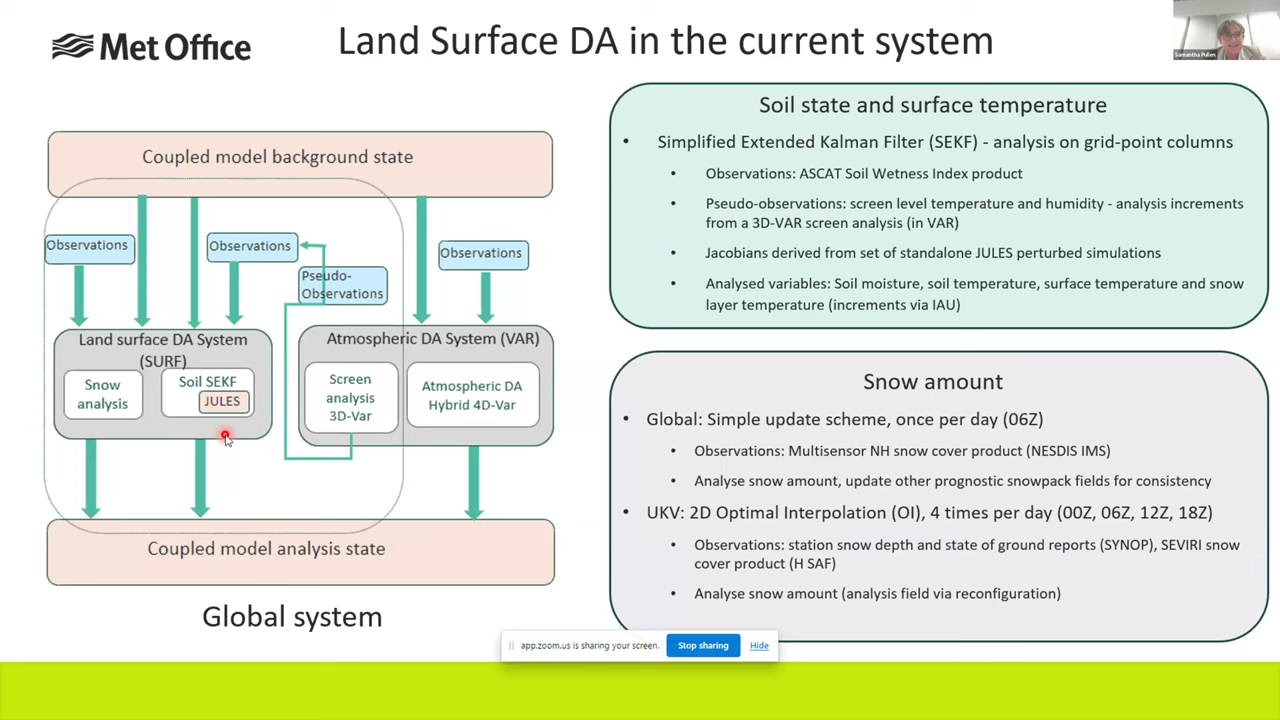 Met Office
Land Surface DA in the current system
Samantha Pullen
Coupled model background state
Observations
Observations
Pseudo-
Observations
Observations
Land surface DA System
(SURF)
Snow
analysis
Soil SEKF
JULES
Atmospheric DA System (VAR)
Screen
analysis
3D-Var
Atmospheric DA
Hybrid 4D-Var
Coupled model analysis state
Global system
Soil state and surface temperature
• Simplified Extended Kalman Filter (SEKF) - analysis on grid-point columns
• Observations: ASCAT Soil Wetness Index product
• Pseudo-observations: screen level temperature and humidity - analysis increments
from a 3D-VAR screen analysis (in VAR)
• Jacobians derived from set of standalone JULES perturbed simulations
• Analysed variables: Soil moisture, soil temperature, surface temperature and snow
layer temperature (increments via IAU)
Snow amount
• Global: Simple update scheme, once per day (06Z)
• Observations: Multisensor NH snow cover product (NESDIS IMS)
• Analyse snow amount, update other prognostic snowpack fields for consistency
• UKV: 2D Optimal Interpolation (OI), 4 times per day (00Z, 06Z, 12Z, 18Z)
• Observations: station snow depth and state of ground reports (SYNOP), SEVIRI snow
cover product (H SAF)
• Analyse snow amount (analysis field via reconfiguration)
app.zoom.us is sharing your screen. Stop sharing Hide